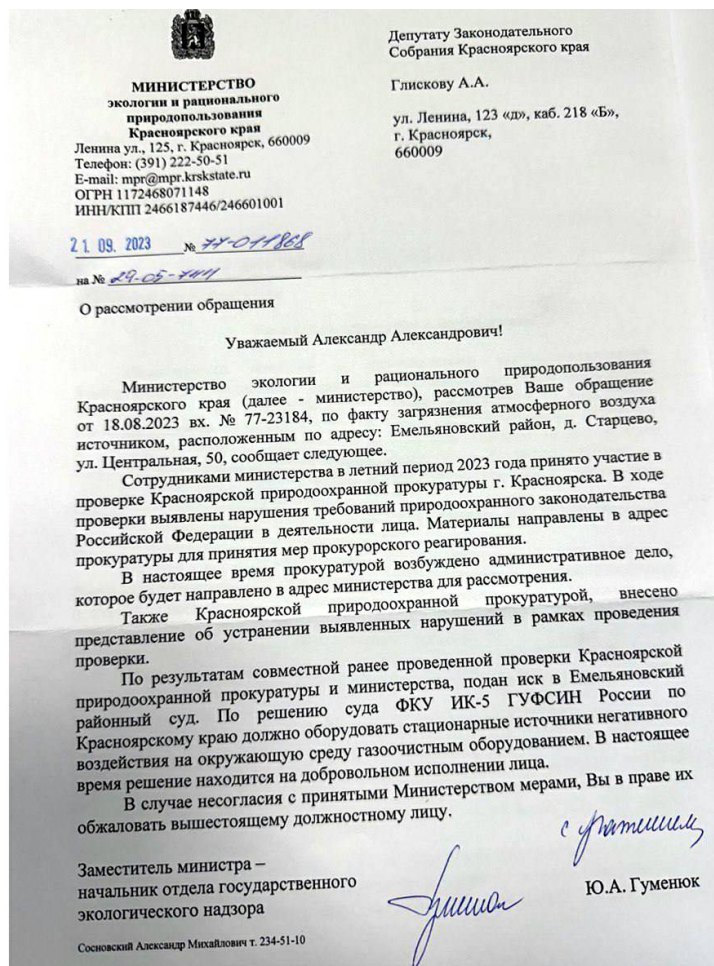 МИНИСТЕРСТВО
экологии и рационального
природопользования
Красноярского края
Ленина ул., 125, г. Красноярск, 660009
Телефон: (391) 222-50-51
E-mail: mpr@mpr.krskstate.ru
ОГРН 1172468071148
ИНН/КПП 2466187446/246601001
21. 09. 2023 № 77-011868
на № 29-05-7411
О рассмотрении обращения
Депутату Законодательного
Собрания Красноярского края
Глискову А.А.
ул. Ленина, 123 «д», каб. 218 «Б»,
г. Красноярск,
660009
Уважаемый Александр Александрович!
Министерство экологии и рационального природопользования
Красноярского края (далее - министерство), рассмотрев Ваше обращение
от 18.08.2023 вх. № 77-23184, по факту загрязнения атмосферного воздуха
источником, расположенным по адресу: Емельяновский район, д. Старцево,
ул. Центральная, 50, сообщает следующее.
Сотрудниками министерства в летний период 2023 года принято участие в
проверке Красноярской природоохранной прокуратуры г. Красноярска. В ходе
проверки выявлены нарушения требований природоохранного законодательства
Российской Федерации в деятельности лица. Материалы направлены в адрес
прокуратуры для принятия мер прокурорского реагирования.
В настоящее время прокуратурой возбуждено административное дело,
которое будет направлено в адрес министерства для рассмотрения.
Также Красноярской природоохранной прокуратурой, внесено
представление об устранении выявленных нарушений в рамках проведения
проверки.
По результатам совместной ранее проведенной проверки Красноярской
природоохранной прокуратуры и министерства, подан иск в Емельяновский
районный суд. По решению суда ФКУ ИК-5 ГУФСИН России по
Красноярскому краю должно оборудовать стационарные источники негативного
воздействия на окружающую среду газоочистным оборудованием. В настоящее
время решение находится на добровольном исполнении лица.
В случае несогласия с принятыми Министерством мерами, Вы в праве их
обжаловать вышестоящему должностному лицу.
с уважением,
Заместитель министра –
начальник отдела государственного
экологического надзора
Ю.А. Гуменюк
Сосновский Александр Михайлович т. 234-51-10